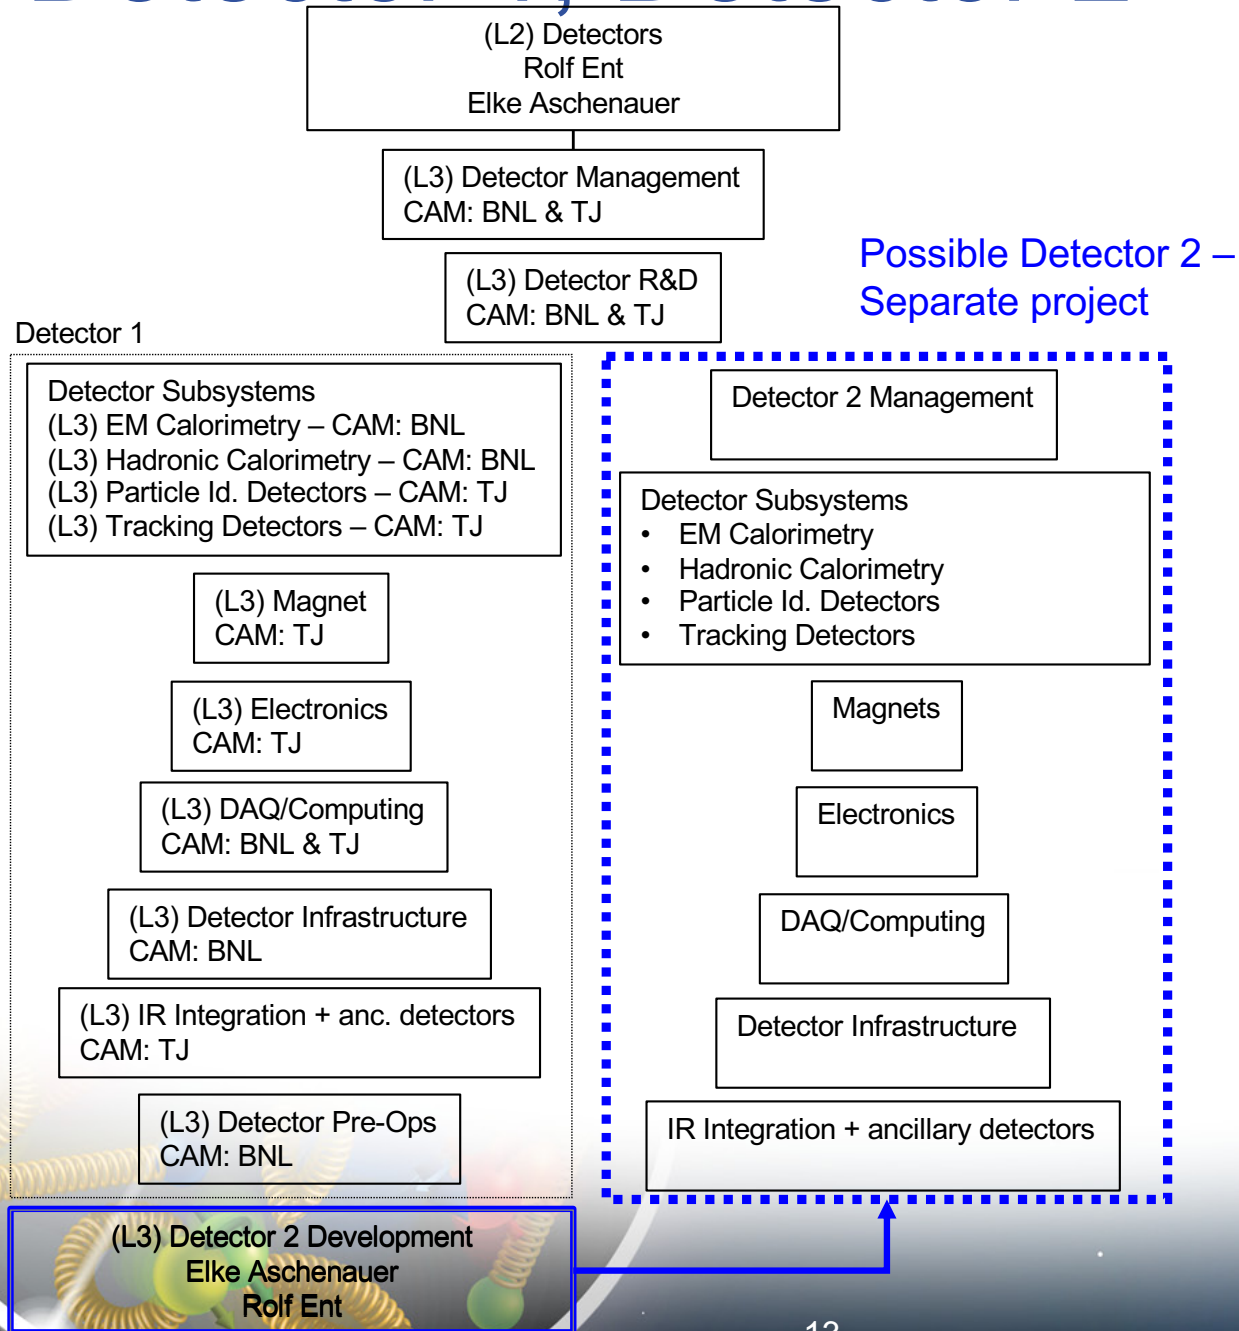 (L2) Detectors
Rolf Ent
Elke Aschenauer
(L3) Detector Management
CAM: BNL & TJ
(L3) Detector R&D
CAM: BNL & TJ
Possible Detector 2 –
Separate project
Detector 1
Detector Subsystems
(L3) EM Calorimetry – CAM: BNL
(L3) Hadronic Calorimetry – CAM: BNL
(L3) Particle Id. Detectors – CAM: TJ
(L3) Tracking Detectors – CAM: TJ
(L3) Magnet
CAM: TJ
(L3) Electronics
CAM: TJ
(L3) DAQ/Computing
CAM: BNL & TJ
(L3) Detector Infrastructure
CAM: BNL
(L3) IR Integration + anc. detectors
CAM: TJ
(L3) Detector Pre-Ops
CAM: BNL
(L3) Detector 2 Development
Elke Aschenauer
Rolf Ent
Detector 2 Management
Detector Subsystems
• EM Calorimetry
• Hadronic Calorimetry
• Particle Id. Detectors
• Tracking Detectors
Magnets
Electronics
DAQ/Computing
Detector Infrastructure
IR Integration + ancillary detectors